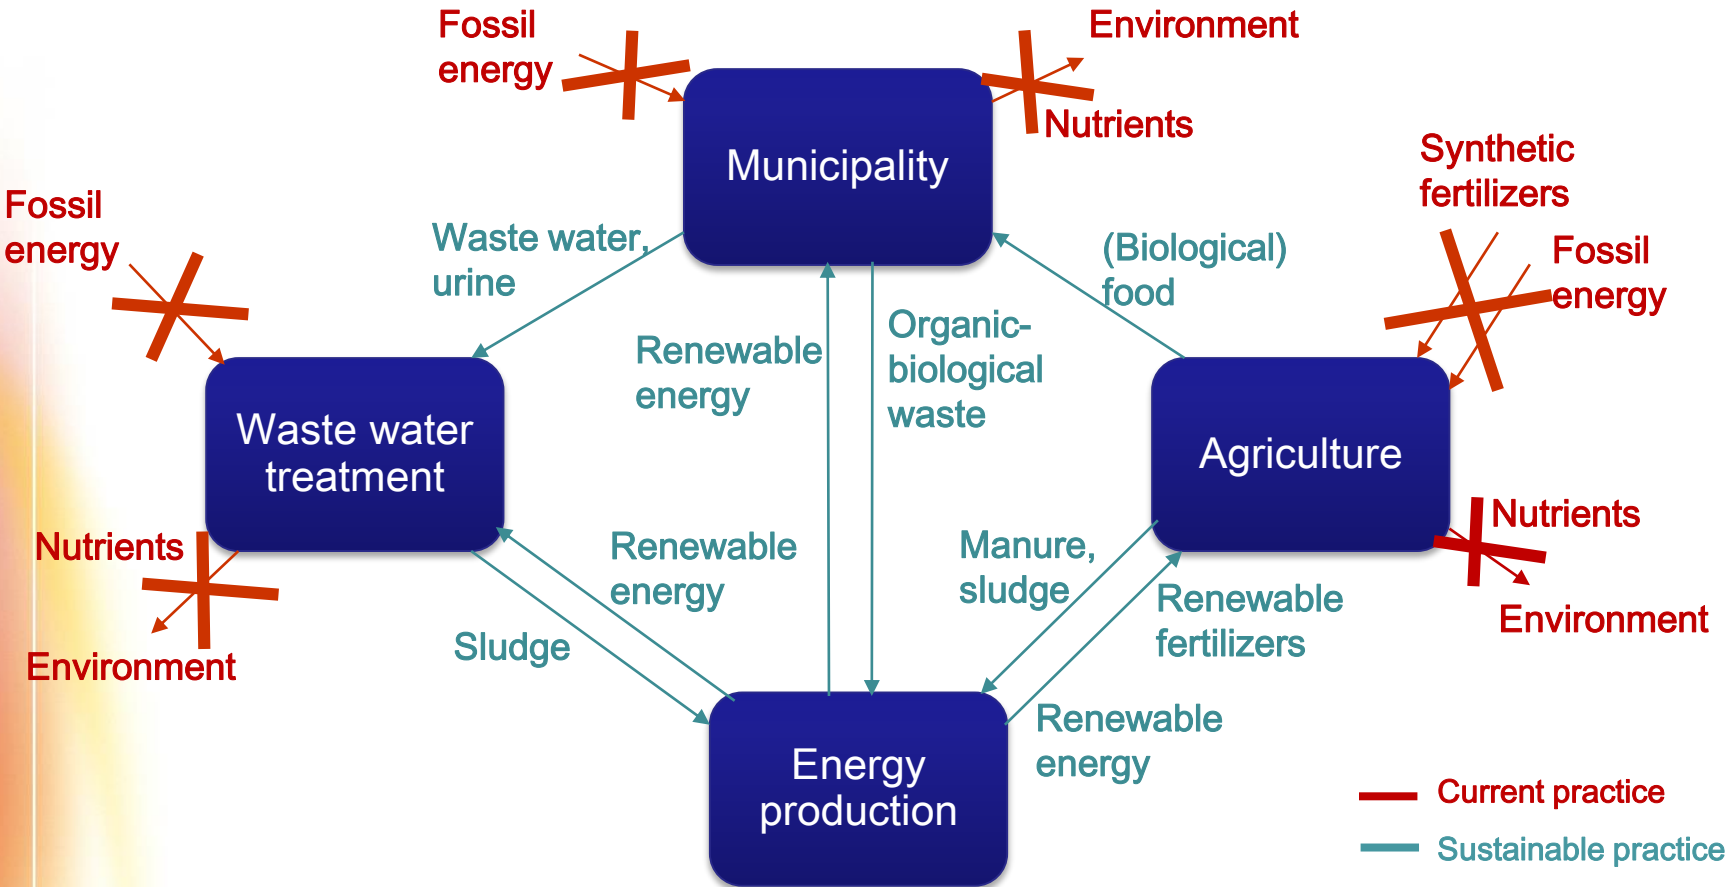 Fossil
energy
Environment
Nutrients
Municipality
Synthetic
fertilizers
Fossil
energy
Fossil
energy
Waste water,
urine
(Biological)
food
Renewable
energy
Organic-
biological
waste
Waste water
treatment
Agriculture
Nutrients
Environment
Renewable
energy
Sludge
Manure,
sludge
Renewable
fertilizers
Nutrients
Environment
Renewable
energy
Energy
production
Current practice
Sustainable practice